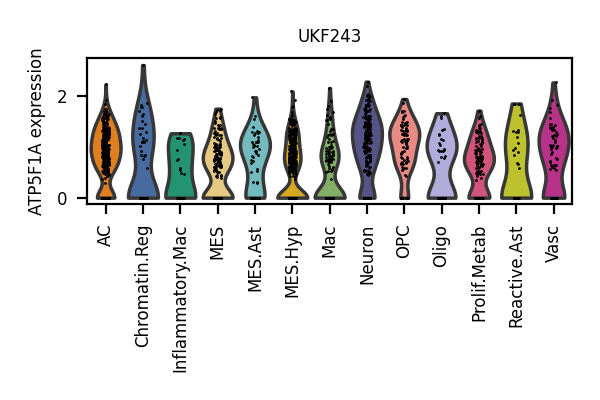 UKF243
ATP5F1A expression
2
0
AC
Chromatin.Reg
Inflammatory.Mac
MES
MES.Ast
MES.Hyp
Mac
Neuron
OPC
Oligo
Prolif.Metab
Reactive.Ast
Vasc